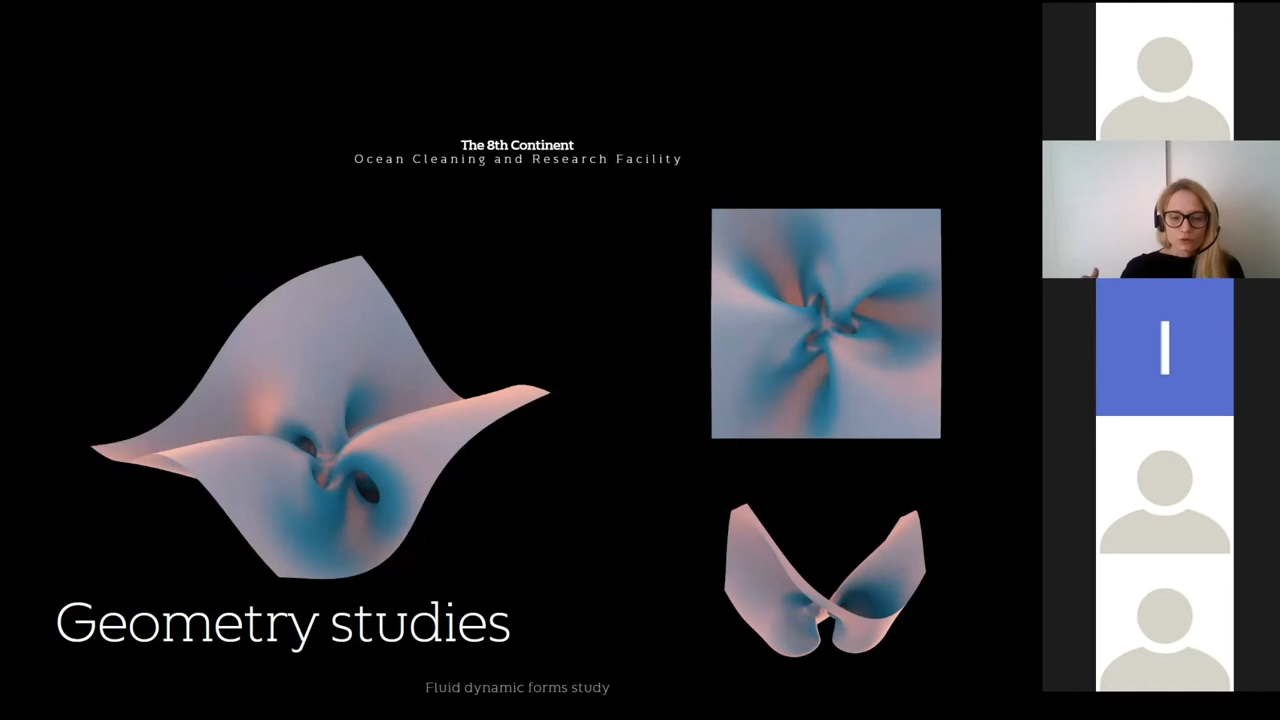 The 8th Continent
Ocean Cleaning and Research Facility
I
Geometry studies
Fluid dynamic forms study